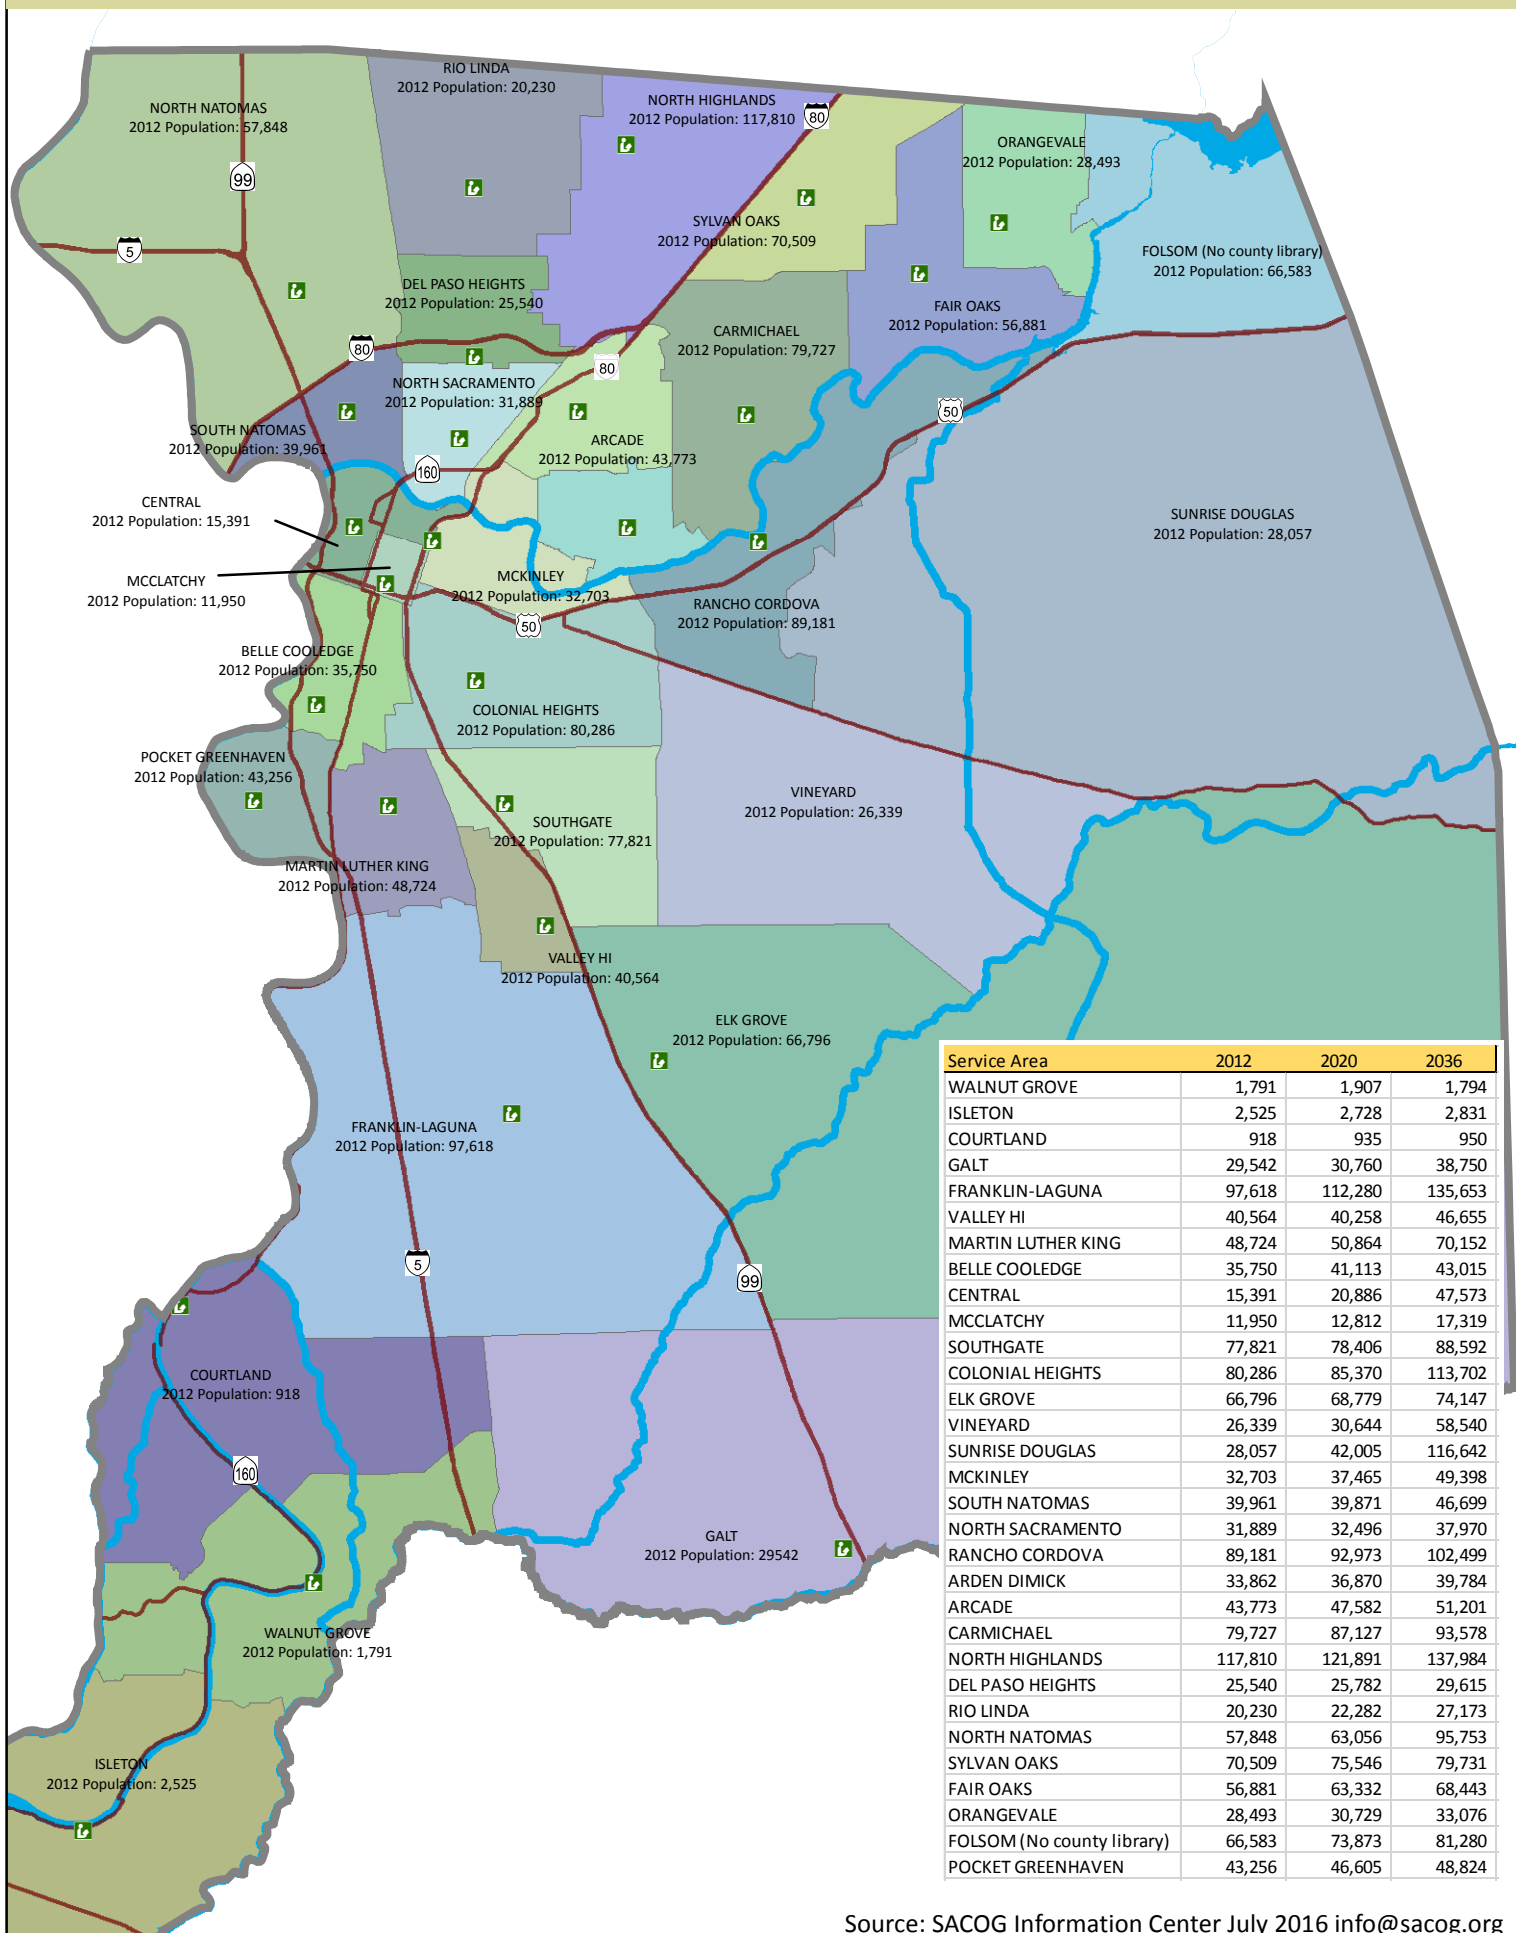 RIO LINDA
2012 Population: 20,230
NORTH NATOMAS
2012 Population: 57,848
NORTH HIGHLANDS
2012 Population: 117,810
80
ORANGEVALE
2012 Population: 28,493
99
SYLVAN OAKS
2012 Population: 70,509
5
FOLSOM (No county library)
2012 Population: 66,583
DEL PASO HEIGHTS
2012 Population: 25,540
FAIR OAKS
2012 Population: 56,881
CARMICHAEL
2012 Population: 79,727
80
80
NORTH SACRAMENTO
2012 Population: 31,889
50
SOUTH NATOMAS
2012 Population: 39,961
ARCADE
2012 Population: 43,773
160
CENTRAL
2012 Population: 15,391
SUNRISE DOUGLAS
2012 Population: 28,057
MCCLATCHY
2012 Population: 11,950
MCKINLEY
2012 Population: 32,703
RANCHO CORDOVA
2012 Population: 89,181
50
BELLE COOLEDGE
2012 Population: 35,750
COLONIAL HEIGHTS
2012 Population: 80,286
POCKET GREENHAVEN
2012 Population: 43,256
VINEYARD
2012 Population: 26,339
SOUTHGATE
2012 Population: 77,821
MARTIN LUTHER KING
2012 Population: 48,724
VALLEY HI
2012 Population: 40,564
ELK GROVE
2012 Population: 66,796
FRANKLIN-LAGUNA
2012 Population: 97,618
5
99
COURTLAND
2012 Population: 918
160
GALT
2012 Population: 29542
WALNUT GROVE
2012 Population: 1,791
ISLETON
2012 Population: 2,525
Service Area 2012 2020 2036
WALNUT GROVE 1,791 1,907 1,794
ISLETON 2,525 2,728 2,831
COURTLAND 918 935 950
GALT 29,542 30,760 38,750
FRANKLIN-LAGUNA 97,618 112,280 135,653
VALLEY HI 40,564 40,258 46,655
MARTIN LUTHER KING 48,724 50,864 70,152
BELLE COOLEDGE 35,750 41,113 43,015
CENTRAL 15,391 20,886 47,573
MCCLATCHY 11,950 12,812 17,319
SOUTHGATE 77,821 78,406 88,592
COLONIAL HEIGHTS 80,286 85,370 113,702
ELK GROVE 66,796 68,779 74,147
VINEYARD 26,339 30,644 58,540
SUNRISE DOUGLAS 28,057 42,005 116,642
MCKINLEY 32,703 37,465 49,398
SOUTH NATOMAS 39,961 39,871 46,699
NORTH SACRAMENTO 31,889 32,496 37,970
RANCHO CORDOVA 89,181 92,973 102,499
ARDEN DIMICK 33,862 36,870 39,784
ARCADE 43,773 47,582 51,201
CARMICHAEL 79,727 87,127 93,578
NORTH HIGHLANDS 117,810 121,891 137,984
DEL PASO HEIGHTS 25,540 25,782 29,615
RIO LINDA 20,230 22,282 27,173
NORTH NATOMAS 57,848 63,056 95,753
SYLVAN OAKS 70,509 75,546 79,731
FAIR OAKS 56,881 63,332 68,443
ORANGEVALE 28,493 30,729 33,076
FOLSOM (No county library) 66,583 73,873 81,280
POCKET GREENHAVEN 43,256 46,605 48,824
Source: SACOG Information Center July 2016 info@sacog.org